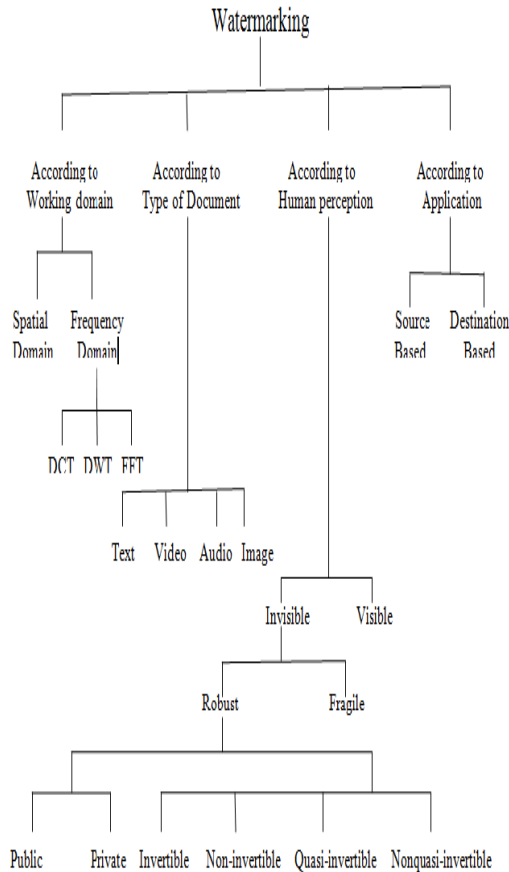 Watermarking
According to
Working domain
According to
Type of Document
According to
Human perception
According to
Application
Spatial
Domain
Frequency
Domain
Source
Based
Destination
Based
DCT DWT FFT
Text Video Audio Image
Invisible Visible
Robust Fragile
Public Private Invertible Non-invertible Quasi-invertible Nonquasi-invertible